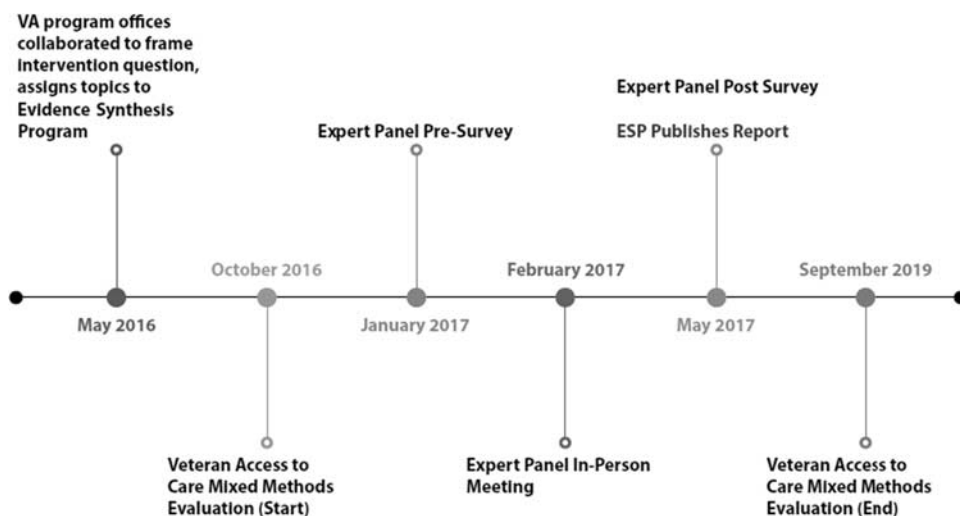 VA program offices
collaborated to frame
intervention question,
assigns topics to
Evidence Synthesis
Program
Expert Panel Pre-Survey
Expert Panel Post Survey
ESP Publishes Report
October 2016
February 2017
September 2019
May 2016
January 2017
May 2017
Veteran Access to
Care Mixed Methods
Evaluation (Start)
Expert Panel In-Person
Meeting
Veteran Access to
Care Mixed Methods
Evaluation (End)